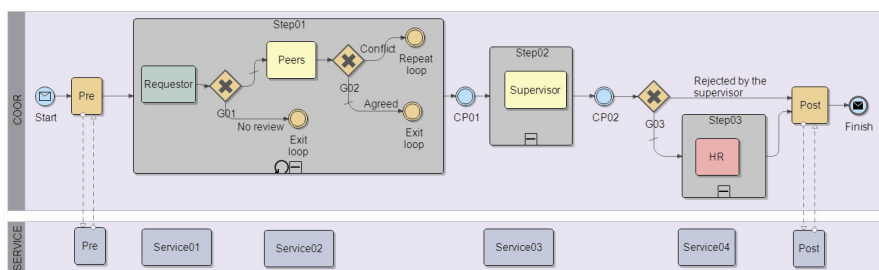 COOR
Start
Pre
Step01
Requestor
G01
No review
Exit
loop
Peers
G02
Conflict
Repeat
loop
Agreed
Exit
loop
CP01
Step02
Supervisor
CP02
G03
Rejected by the
supervisor
Step03
HR
Post
Finish
SERVICE
Pre
Service01
Service02
Service03
Service04
Post